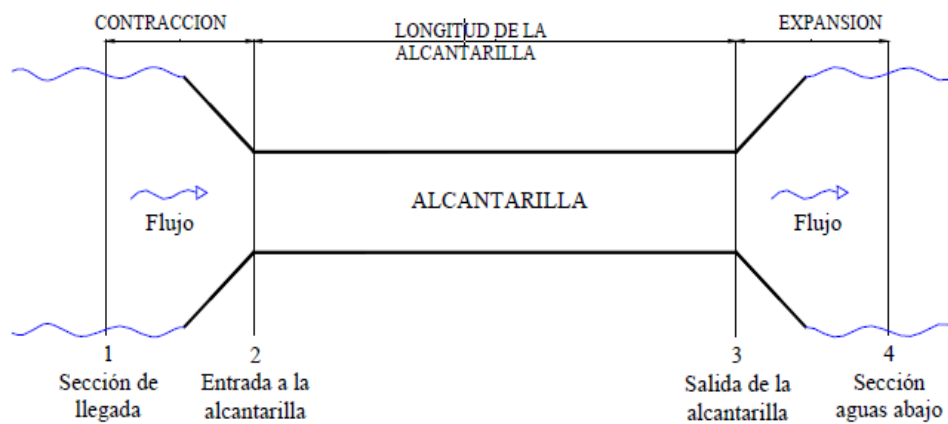 CONTRACCION
LONGITUD DE LA
ALCANTARILLA
EXPANSION
ALCANTARILLA
Flujo
Flujo
1
Sección de
llegada
2
Entrada a la
alcantarilla
3
Salida de la
alcantarilla
4
Sección
aguas abajo